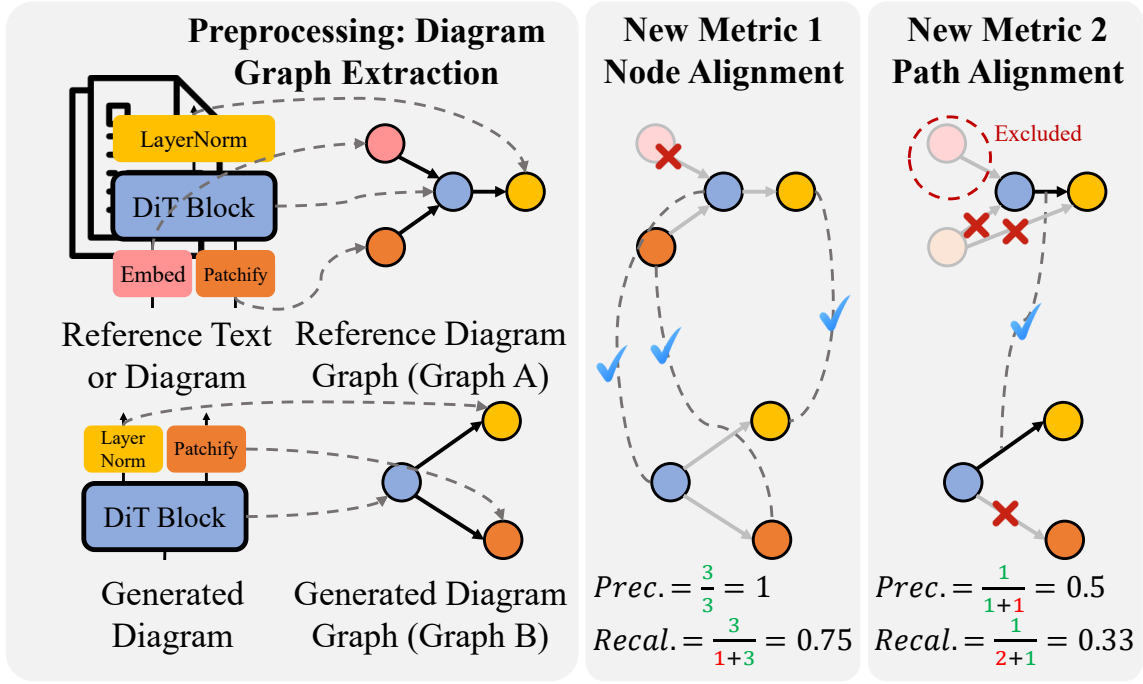 Preprocessing: Diagram
Graph Extraction
LayerNorm
DiT Block
Embed
Patchify
Reference Text
or Diagram
Reference Diagram
Graph (Graph A)
Layer
Norm
Patchify
DiT Block
Generated
Diagram
Generated Diagram
Graph (Graph B)
New Metric 1
Node Alignment
Prec. = 3/3 = 1
Recal. = 3/1+3 = 0.75
New Metric 2
Path Alignment
Excluded
Prec. = 1/1+1 = 0.5
Recal. = 1/2+1 = 0.33